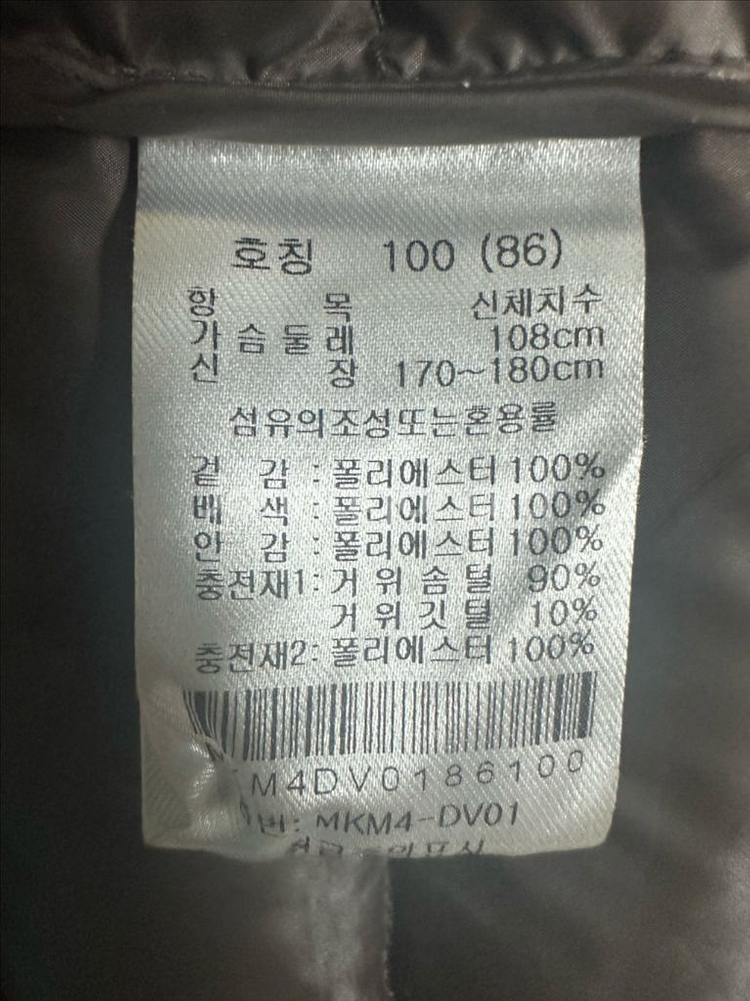 호칭 100 (86)
항 목 신체치수
가 슴 둘 레 108cm
신 장 170~180cm
섬유의조성또는혼용률
겉 감 : 폴리에스터 100%
배 색 : 폴리에스터 100%
안 감 : 폴리에스터 100%
충전재1: 거 위 솜 털 90%
거 위 깃 털 10%
충전재2: 폴리에스터 100%
M4DV0186100
번: MKM4-DV01